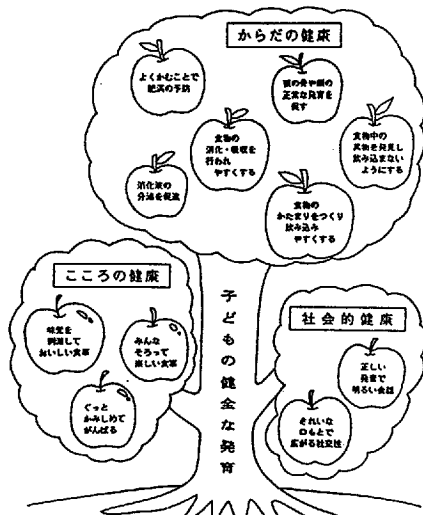 からだの健康
よくかむことで
肥満の予防
顎の骨や顔の
正常な発育を
促す
食物の
消化・吸収を
行われ
やすくする
食物中の
異物を発見し
飲み込まない
ようにする
消化液の
分泌を促進
食物の
かたまりをつくり
飲み込み
やすくする
こころの健康
味覚を
刺激して
おいしい食事
みんな
そろって
楽しい食事
ぐっと
かみしめて
がんばる
子どもの健全な発育
社会的健康
正しい
発音で
明るい会話
きれいな
口もとで
広がる社交性